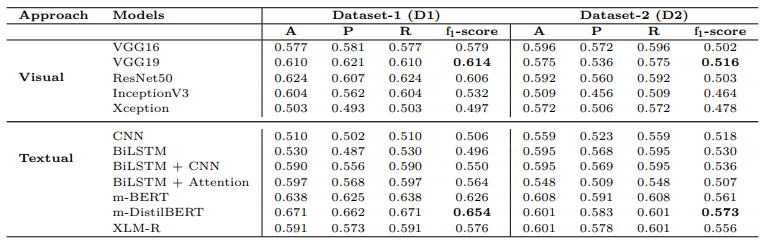 Approach Models Dataset-1 (D1) Dataset-2 (D2)
A P R f1-score A P R f1-score
VGG16 0.577 0.581 0.577 0.579 0.596 0.572 0.596 0.502
VGG19 0.610 0.621 0.610 0.614 0.575 0.536 0.575 0.516
Visual ResNet50 0.624 0.607 0.624 0.606 0.592 0.560 0.592 0.503
InceptionV3 0.604 0.562 0.604 0.532 0.509 0.456 0.509 0.464
Xception 0.503 0.493 0.503 0.497 0.572 0.506 0.572 0.478
CNN 0.510 0.502 0.510 0.506 0.559 0.523 0.559 0.518
Textual BiLSTM 0.530 0.487 0.530 0.496 0.595 0.568 0.595 0.530
BiLSTM + CNN 0.590 0.556 0.590 0.550 0.595 0.569 0.595 0.536
BiLSTM + Attention 0.597 0.568 0.597 0.564 0.548 0.509 0.548 0.507
m-BERT 0.638 0.625 0.638 0.626 0.608 0.591 0.608 0.561
m-DistilBERT 0.671 0.662 0.671 0.654 0.601 0.583 0.601 0.573
XLM-R 0.591 0.573 0.591 0.576 0.601 0.578 0.601 0.556